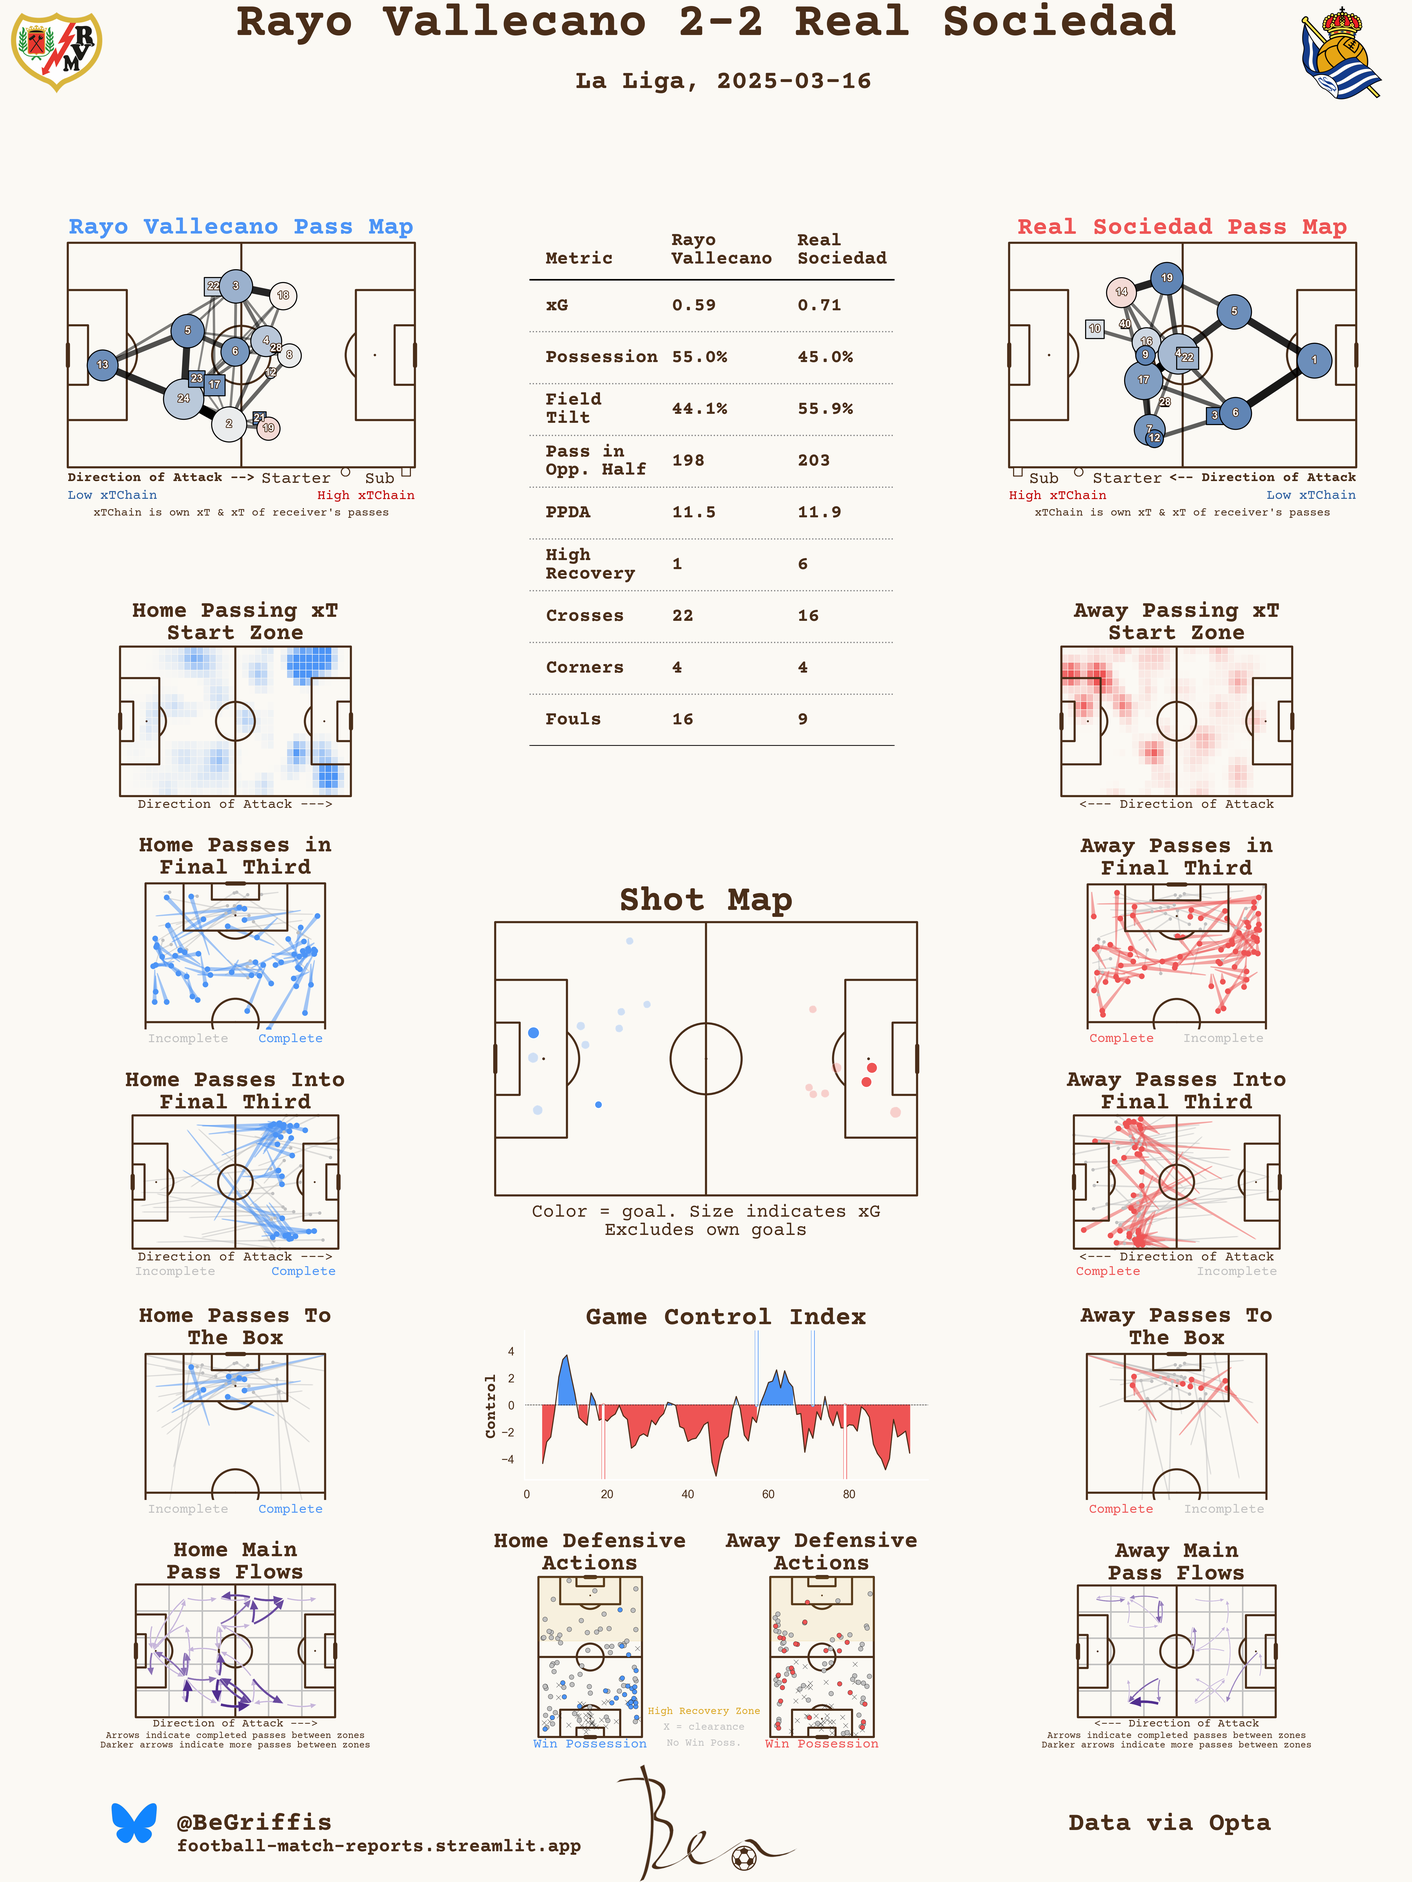 Rayo Vallecano 2-2 Real Sociedad
La Liga, 2025-03-16
Rayo Vallecano Pass Map
22
3
18
5
4
28
6
8
13
12
23
17
24
21
2
19
Direction of Attack --> Starter Sub
Low xTChain High xTChain
xTChain is own xT & xT of receiver's passes
Metric Rayo Vallecano Real Sociedad
xG 0.59 0.71
Possession 55.0% 45.0%
Field Tilt 44.1% 55.9%
Pass in Opp. Half 198 203
PPDA 11.5 11.9
High Recovery 1 6
Crosses 22 16
Corners 4 4
Fouls 16 9
Real Sociedad Pass Map
19
14
5
40
10
16
9
4
22
1
17
28
3
6
7
12
Sub Starter <-- Direction of Attack
High xTChain Low xTChain
xTChain is own xT & xT of receiver's passes
Home Passing xT
Start Zone
Direction of Attack --->
Away Passing xT
Start Zone
<--- Direction of Attack
Home Passes in
Final Third
Incomplete Complete
Away Passes in
Final Third
Complete Incomplete
Shot Map
Color = goal. Size indicates xG
Excludes own goals
Home Passes Into
Final Third
Direction of Attack --->
Incomplete Complete
Away Passes Into
Final Third
<--- Direction of Attack
Complete Incomplete
Home Passes To
The Box
Incomplete Complete
Game Control Index
Control
4
2
0
−2
−4
0 20 40 60 80
Away Passes To
The Box
Complete Incomplete
Home Main
Pass Flows
Direction of Attack --->
Arrows indicate completed passes between zones
Darker arrows indicate more passes between zones
Home Defensive
Actions
Win Possession
Away Defensive
Actions
Win Possession
High Recovery Zone
X = clearance
No Win Poss.
Away Main
Pass Flows
<--- Direction of Attack
Arrows indicate completed passes between zones
Darker arrows indicate more passes between zones
@BeGriffis
football-match-reports.streamlit.app
Ben
Data via Opta